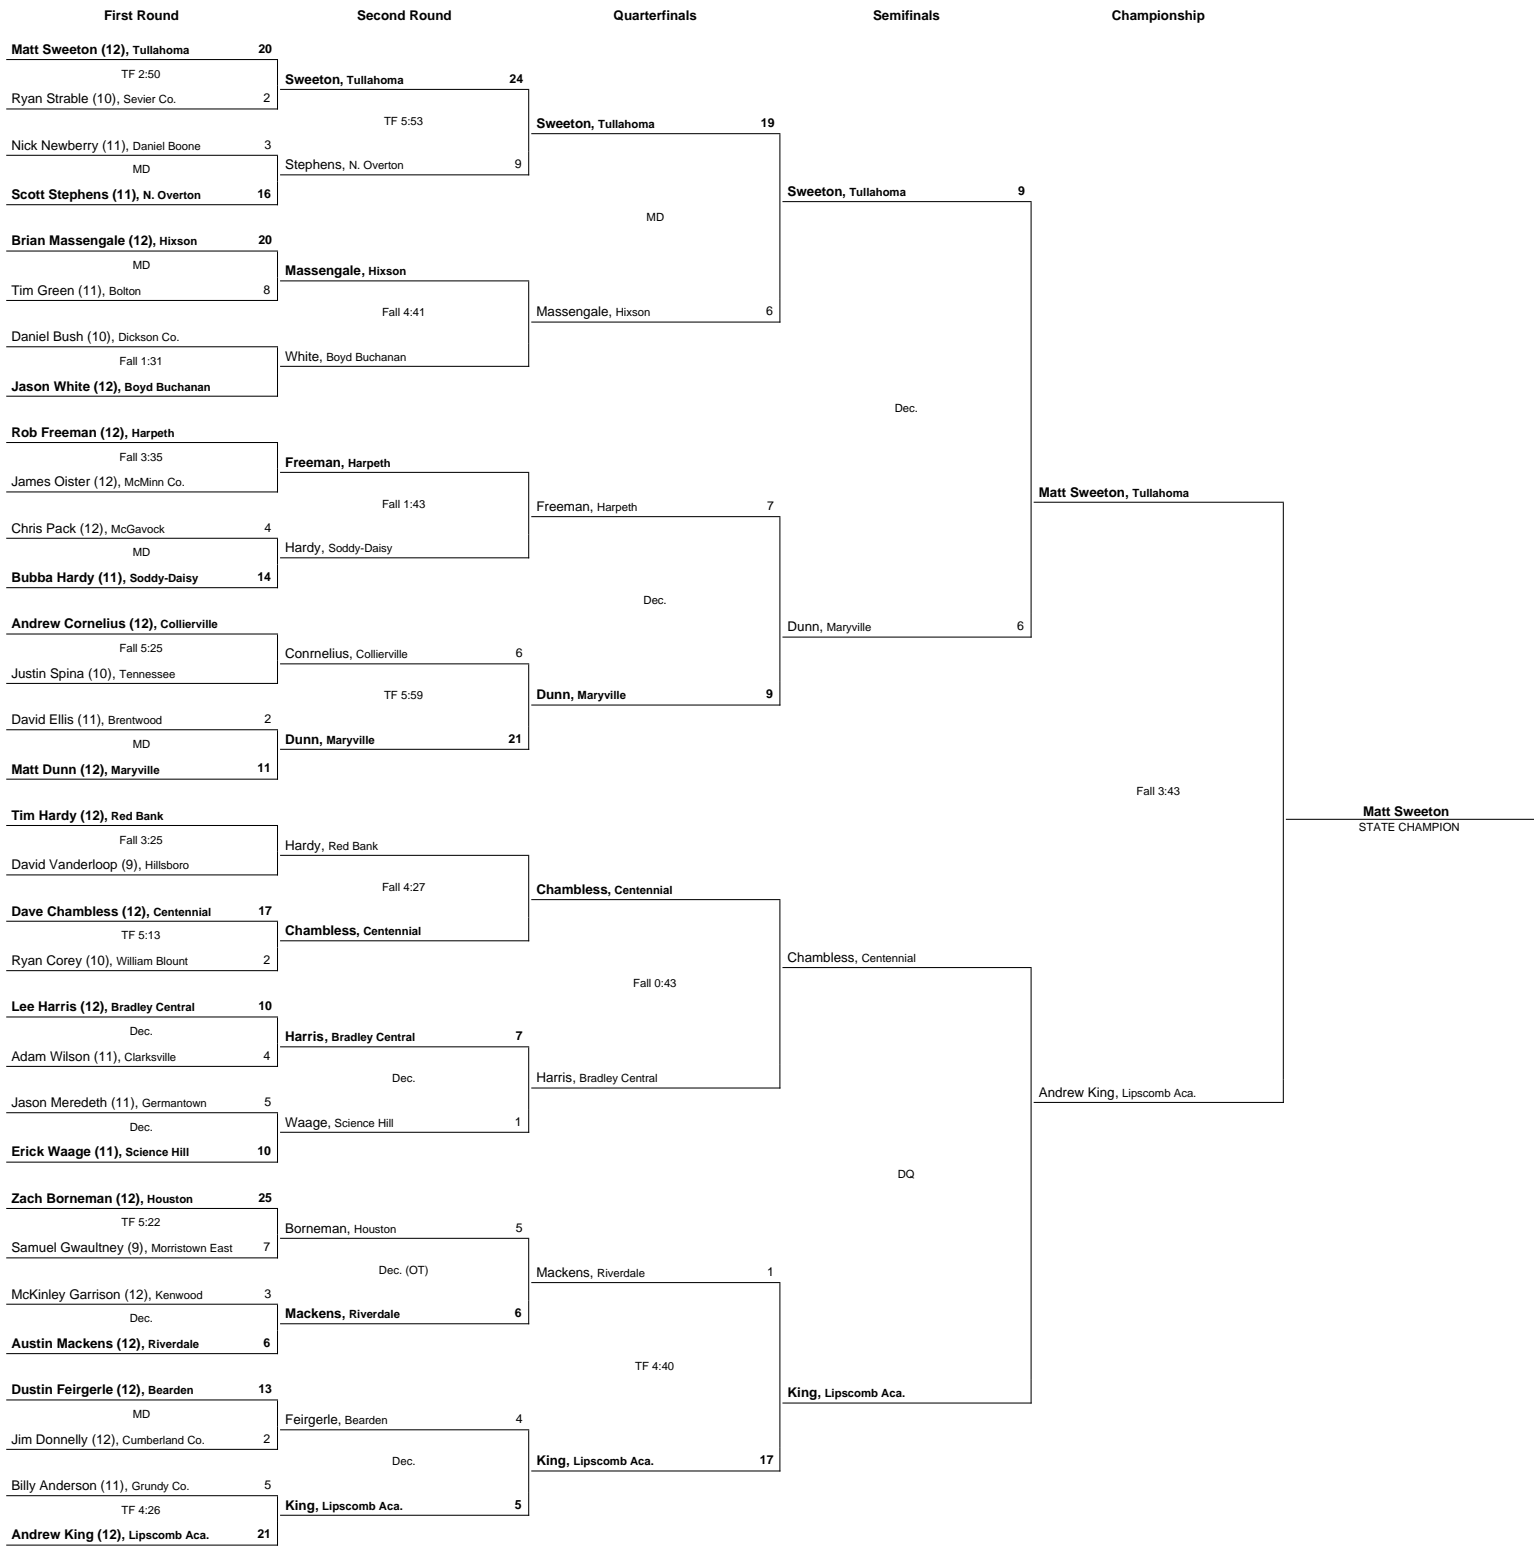 First Round
Second Round
Quarterfinals
Semifinals
Championship
Matt Sweeton (12), Tullahoma 20
TF 2:50
Ryan Strable (10), Sevier Co. 2
Nick Newberry (11), Daniel Boone 3
MD
Scott Stephens (11), N. Overton 16
Brian Massengale (12), Hixson 20
MD
Tim Green (11), Bolton 8
Daniel Bush (10), Dickson Co.
Fall 1:31
Jason White (12), Boyd Buchanan
Rob Freeman (12), Harpeth
Fall 3:35
James Oister (12), McMinn Co.
Chris Pack (12), McGavock 4
MD
Bubba Hardy (11), Soddy-Daisy 14
Andrew Cornelius (12), Collierville
Fall 5:25
Justin Spina (10), Tennessee
David Ellis (11), Brentwood 2
MD
Matt Dunn (12), Maryville 11
Tim Hardy (12), Red Bank
Fall 3:25
David Vanderloop (9), Hillsboro
Dave Chambless (12), Centennial 17
TF 5:13
Ryan Corey (10), William Blount 2
Lee Harris (12), Bradley Central 10
Dec.
Adam Wilson (11), Clarksville 4
Jason Meredeth (11), Germantown 5
Dec.
Erick Waage (11), Science Hill 10
Zach Borneman (12), Houston 25
TF 5:22
Samuel Gwaultney (9), Morristown East 7
McKinley Garrison (12), Kenwood 3
Dec.
Austin Mackens (12), Riverdale 6
Dustin Feirgerle (12), Bearden 13
MD
Jim Donnelly (12), Cumberland Co. 2
Billy Anderson (11), Grundy Co. 5
TF 4:26
Andrew King (12), Lipscomb Aca. 21
Sweeton, Tullahoma 24
TF 5:53
Stephens, N. Overton 9
Massengale, Hixson
Fall 4:41
White, Boyd Buchanan
Freeman, Harpeth
Fall 1:43
Hardy, Soddy-Daisy
Conrnelius, Collierville 6
TF 5:59
Dunn, Maryville 21
Hardy, Red Bank
Fall 4:27
Chambless, Centennial
Harris, Bradley Central 7
Dec.
Waage, Science Hill 1
Borneman, Houston 5
Dec. (OT)
Mackens, Riverdale 6
Feirgerle, Bearden 4
Dec.
King, Lipscomb Aca. 5
Sweeton, Tullahoma 19
MD
Massengale, Hixson 6
Freeman, Harpeth 7
Dec.
Dunn, Maryville 9
Chambless, Centennial
Fall 0:43
Harris, Bradley Central
Mackens, Riverdale 1
TF 4:40
King, Lipscomb Aca. 17
Sweeton, Tullahoma 9
Dec.
Dunn, Maryville 6
Chambless, Centennial
DQ
King, Lipscomb Aca.
Matt Sweeton, Tullahoma
Fall 3:43
Andrew King, Lipscomb Aca.
Matt Sweeton
STATE CHAMPION